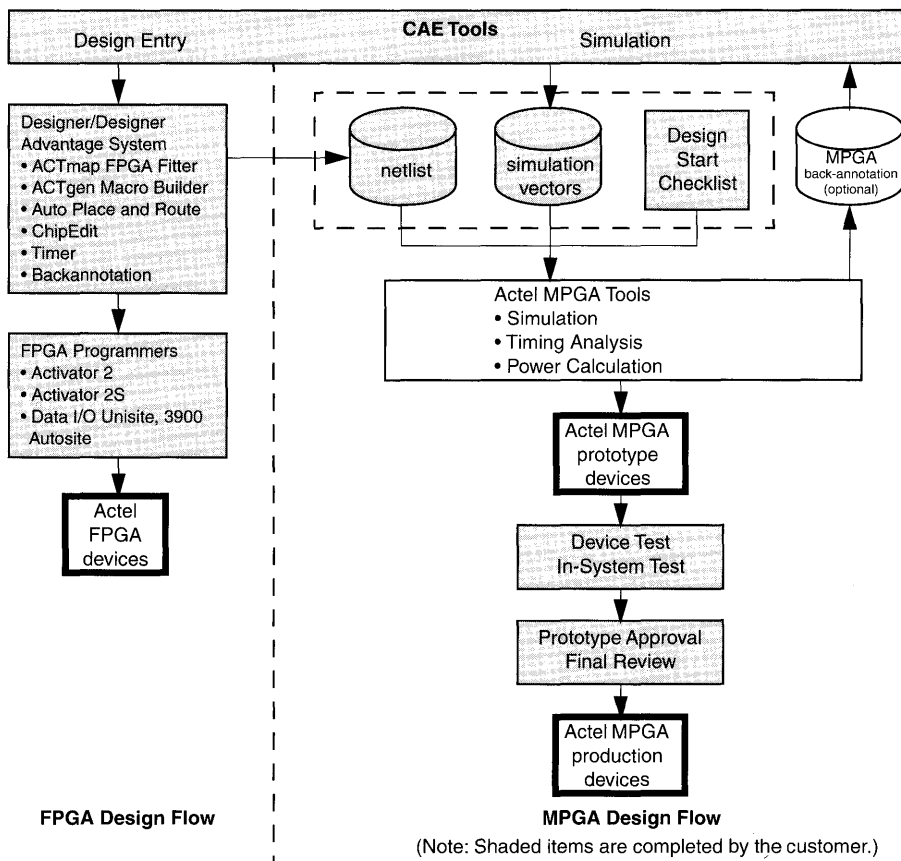 CAE Tools
Design Entry
Simulation
Designer/Designer
Advantage System
• ACTmap FPGA Fitter
• ACTgen Macro Builder
• Auto Place and Route
• ChipEdit
• Timer
• Backannotation
FPGA Programmers
• Activator 2
• Activator 2S
• Data I/O Unisite, 3900
Autosite
Actel
FPGA
devices
FPGA Design Flow
netlist
simulation
vectors
Design
Start
Checklist
MPGA
back-annotation
(optional)
Actel MPGA Tools
• Simulation
• Timing Analysis
• Power Calculation
Actel MPGA
prototype
devices
Device Test
In-System Test
Prototype Approval
Final Review
Actel MPGA
production
devices
MPGA Design Flow
(Note: Shaded items are completed by the customer.)